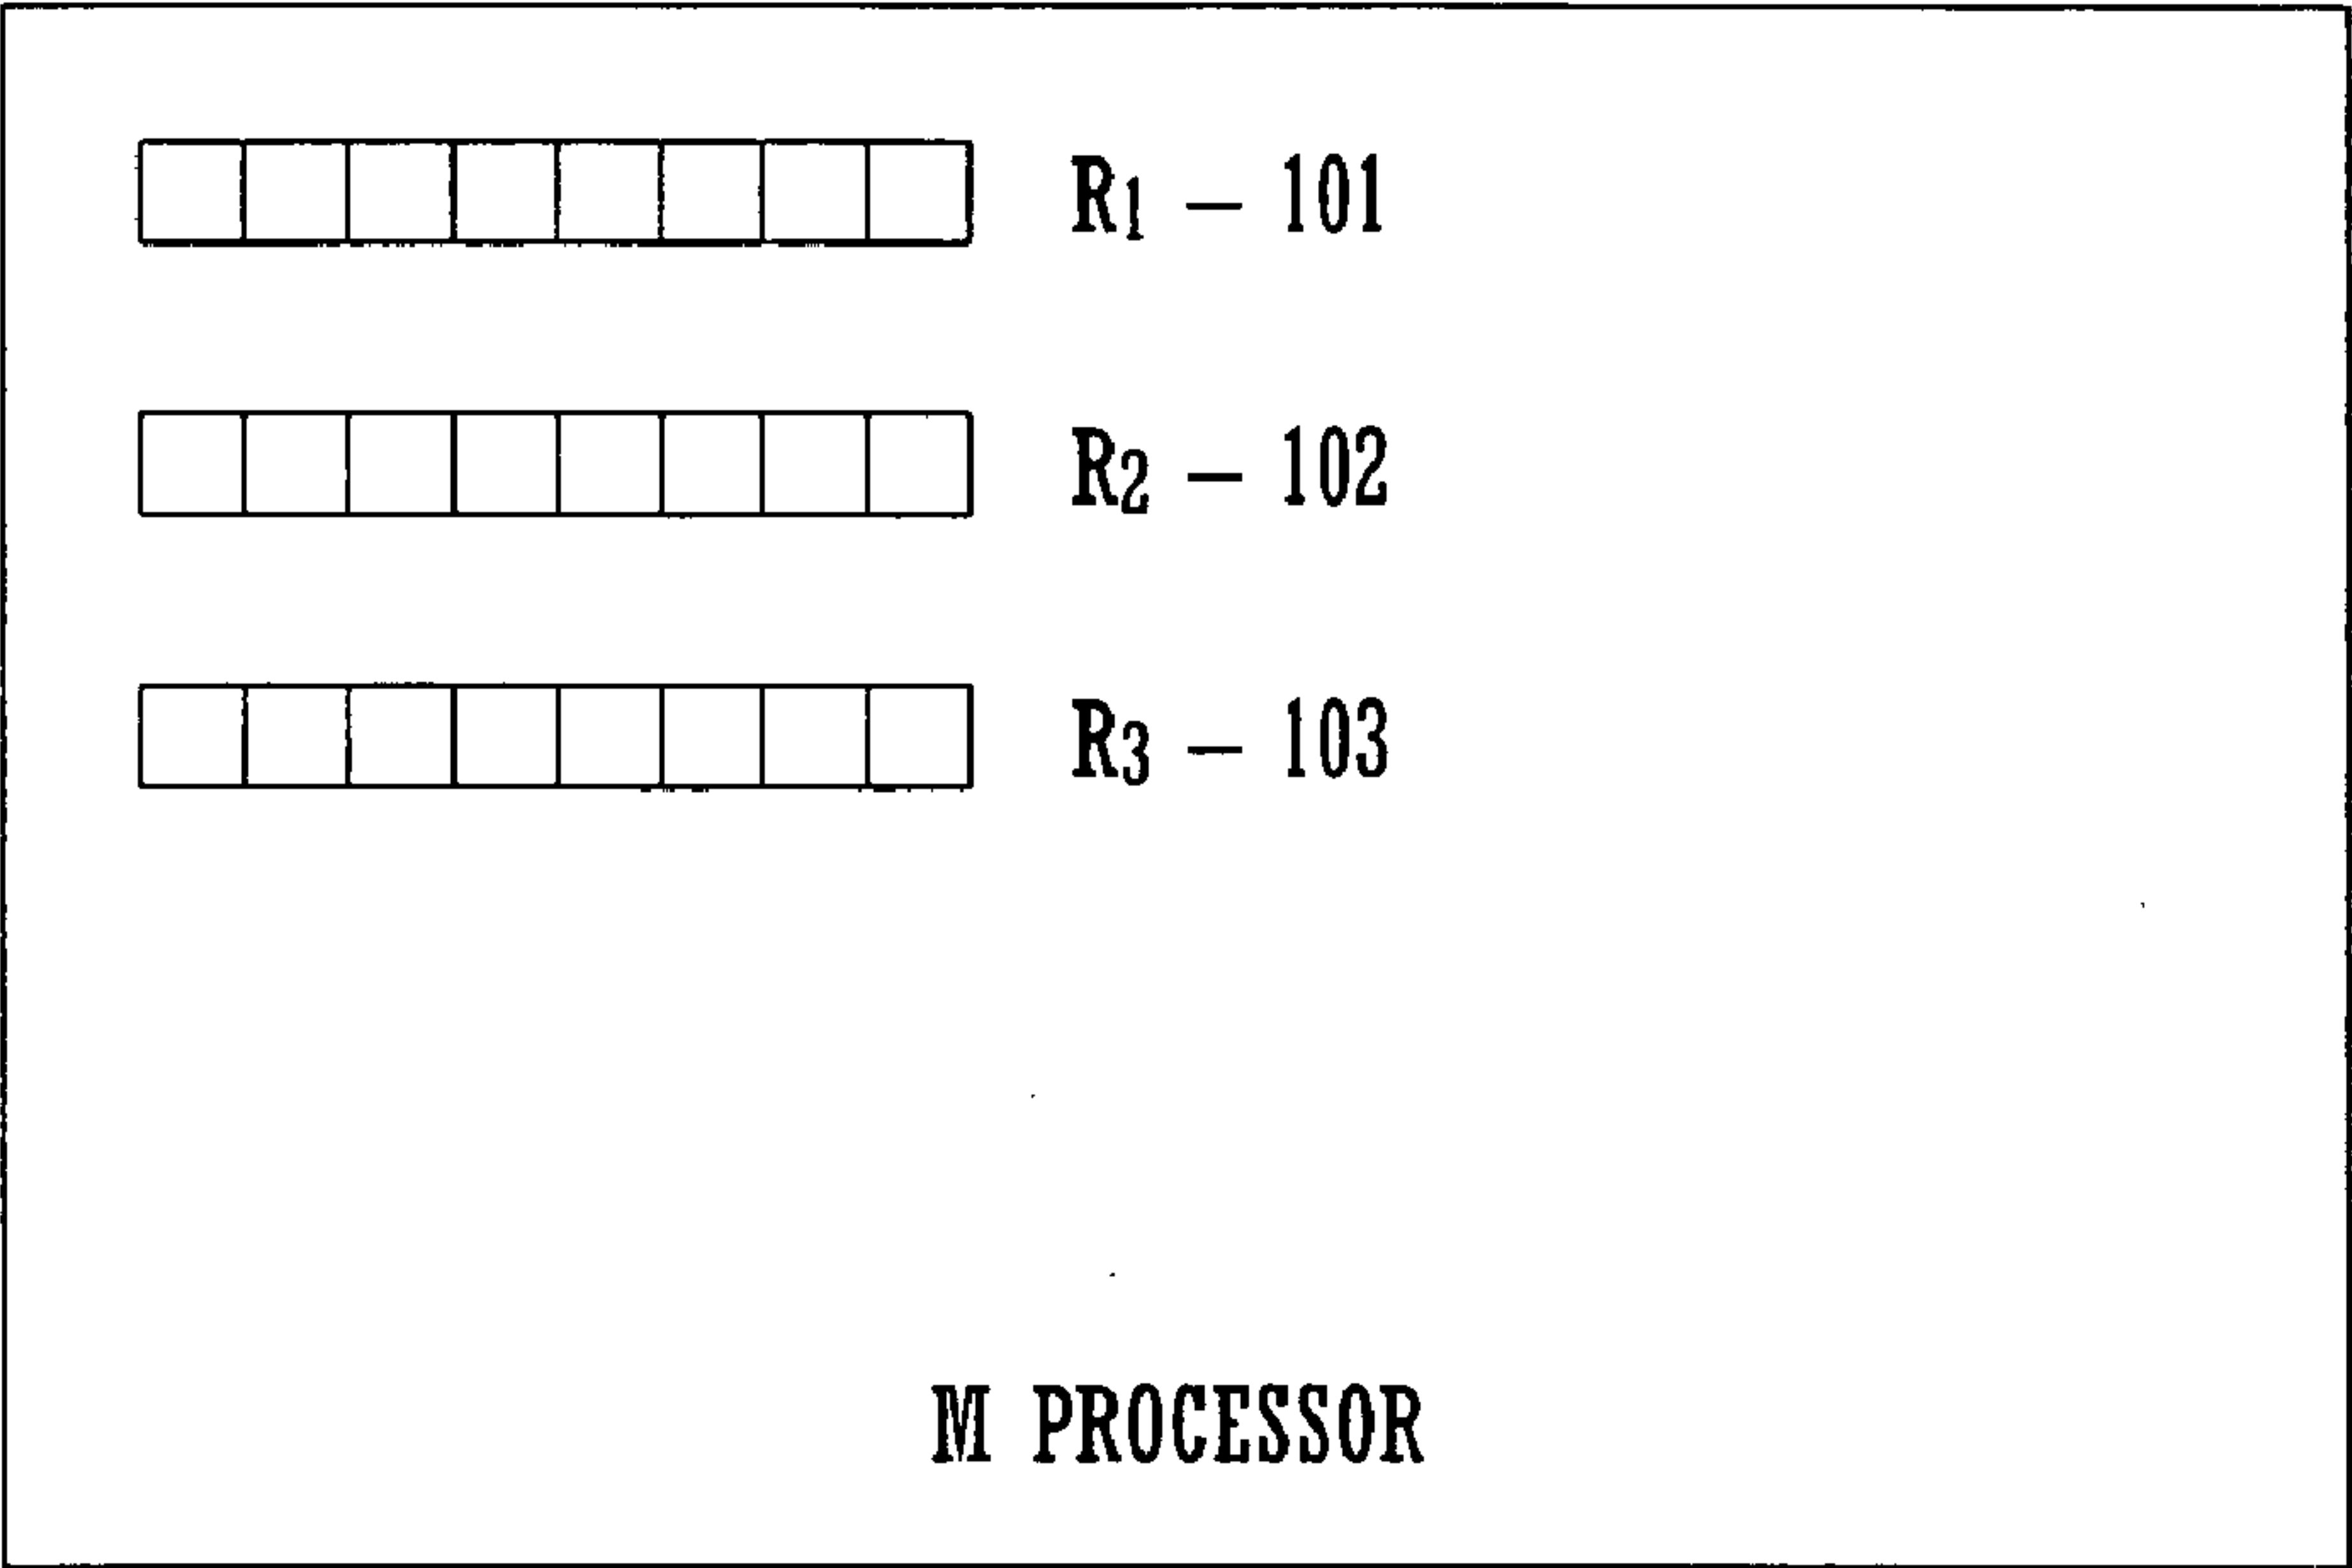 R1 — 101
R2 — 102
R3 — 103
M PROCESSOR